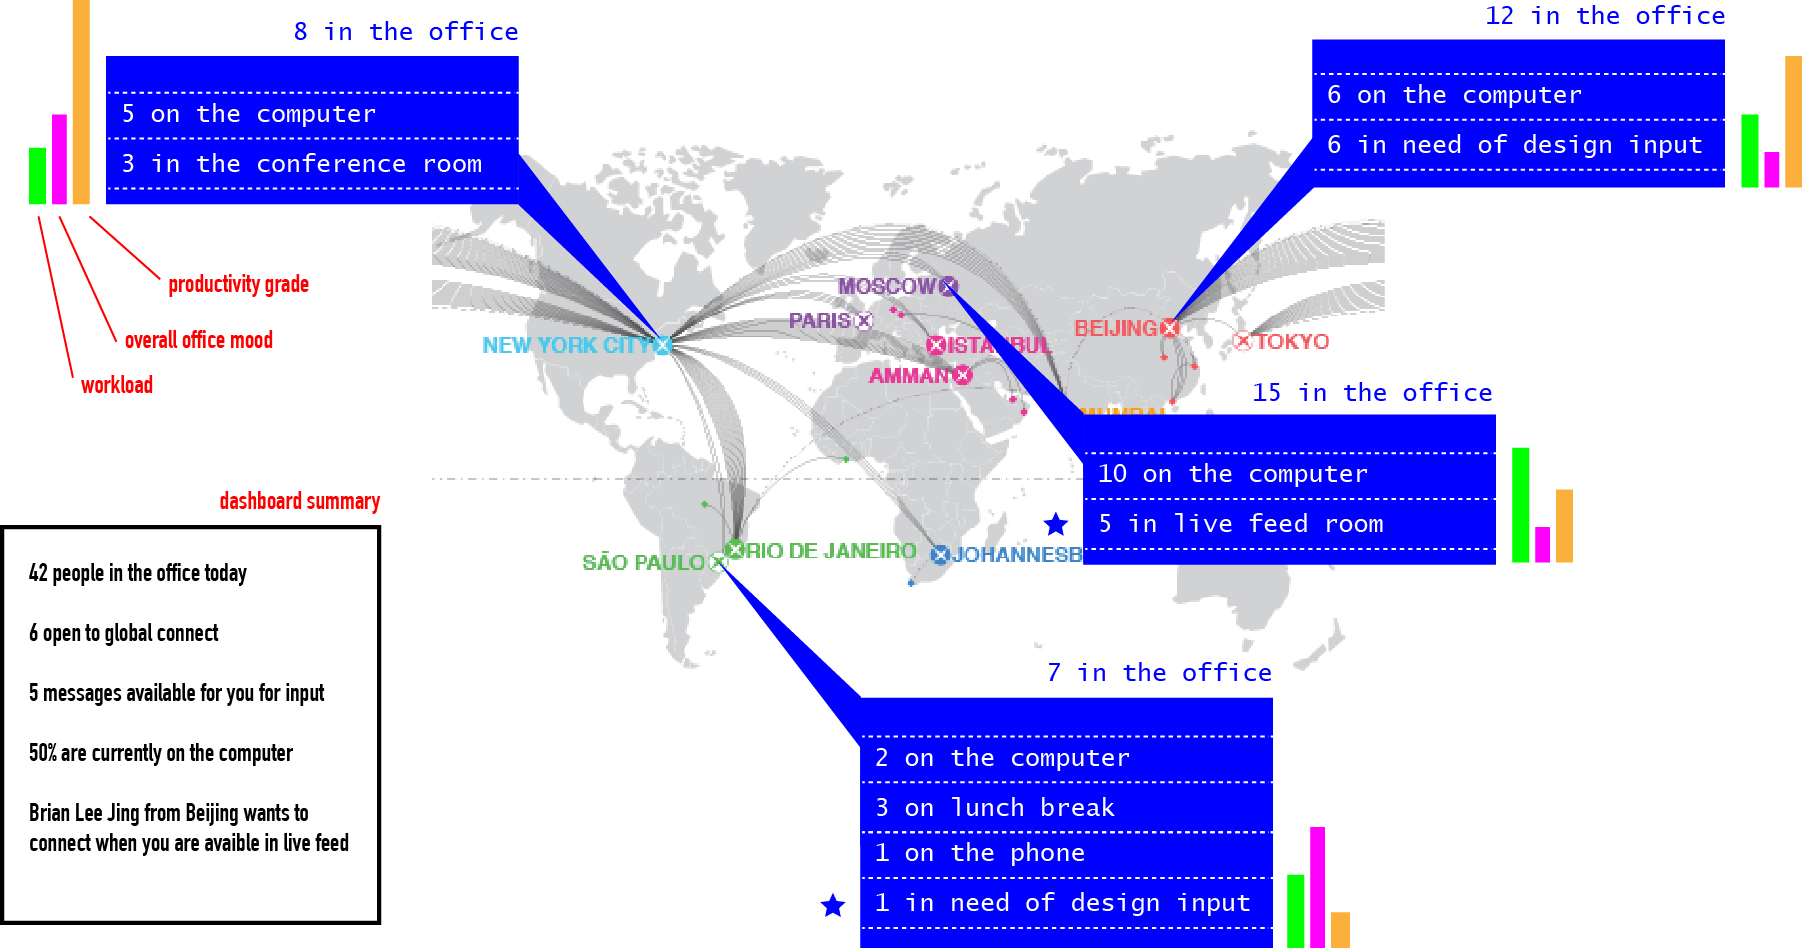 8 in the office
5 on the computer
3 in the conference room
12 in the office
6 on the computer
6 in need of design input
productivity grade
overall office mood
workload
MOSCOW
PARIS
NEW YORK CITY
ISTANBUL
AMMAN
BEIJING
TOKYO
MUMBAI
15 in the office
10 on the computer
5 in live feed room
RIO DE JANEIRO
SÃO PAULO
JOHANNESB
7 in the office
2 on the computer
3 on lunch break
1 on the phone
1 in need of design input
dashboard summary
42 people in the office today
6 open to global connect
5 messages available for you for input
50% are currently on the computer
Brian Lee Jing from Beijing wants to
connect when you are avaible in live feed